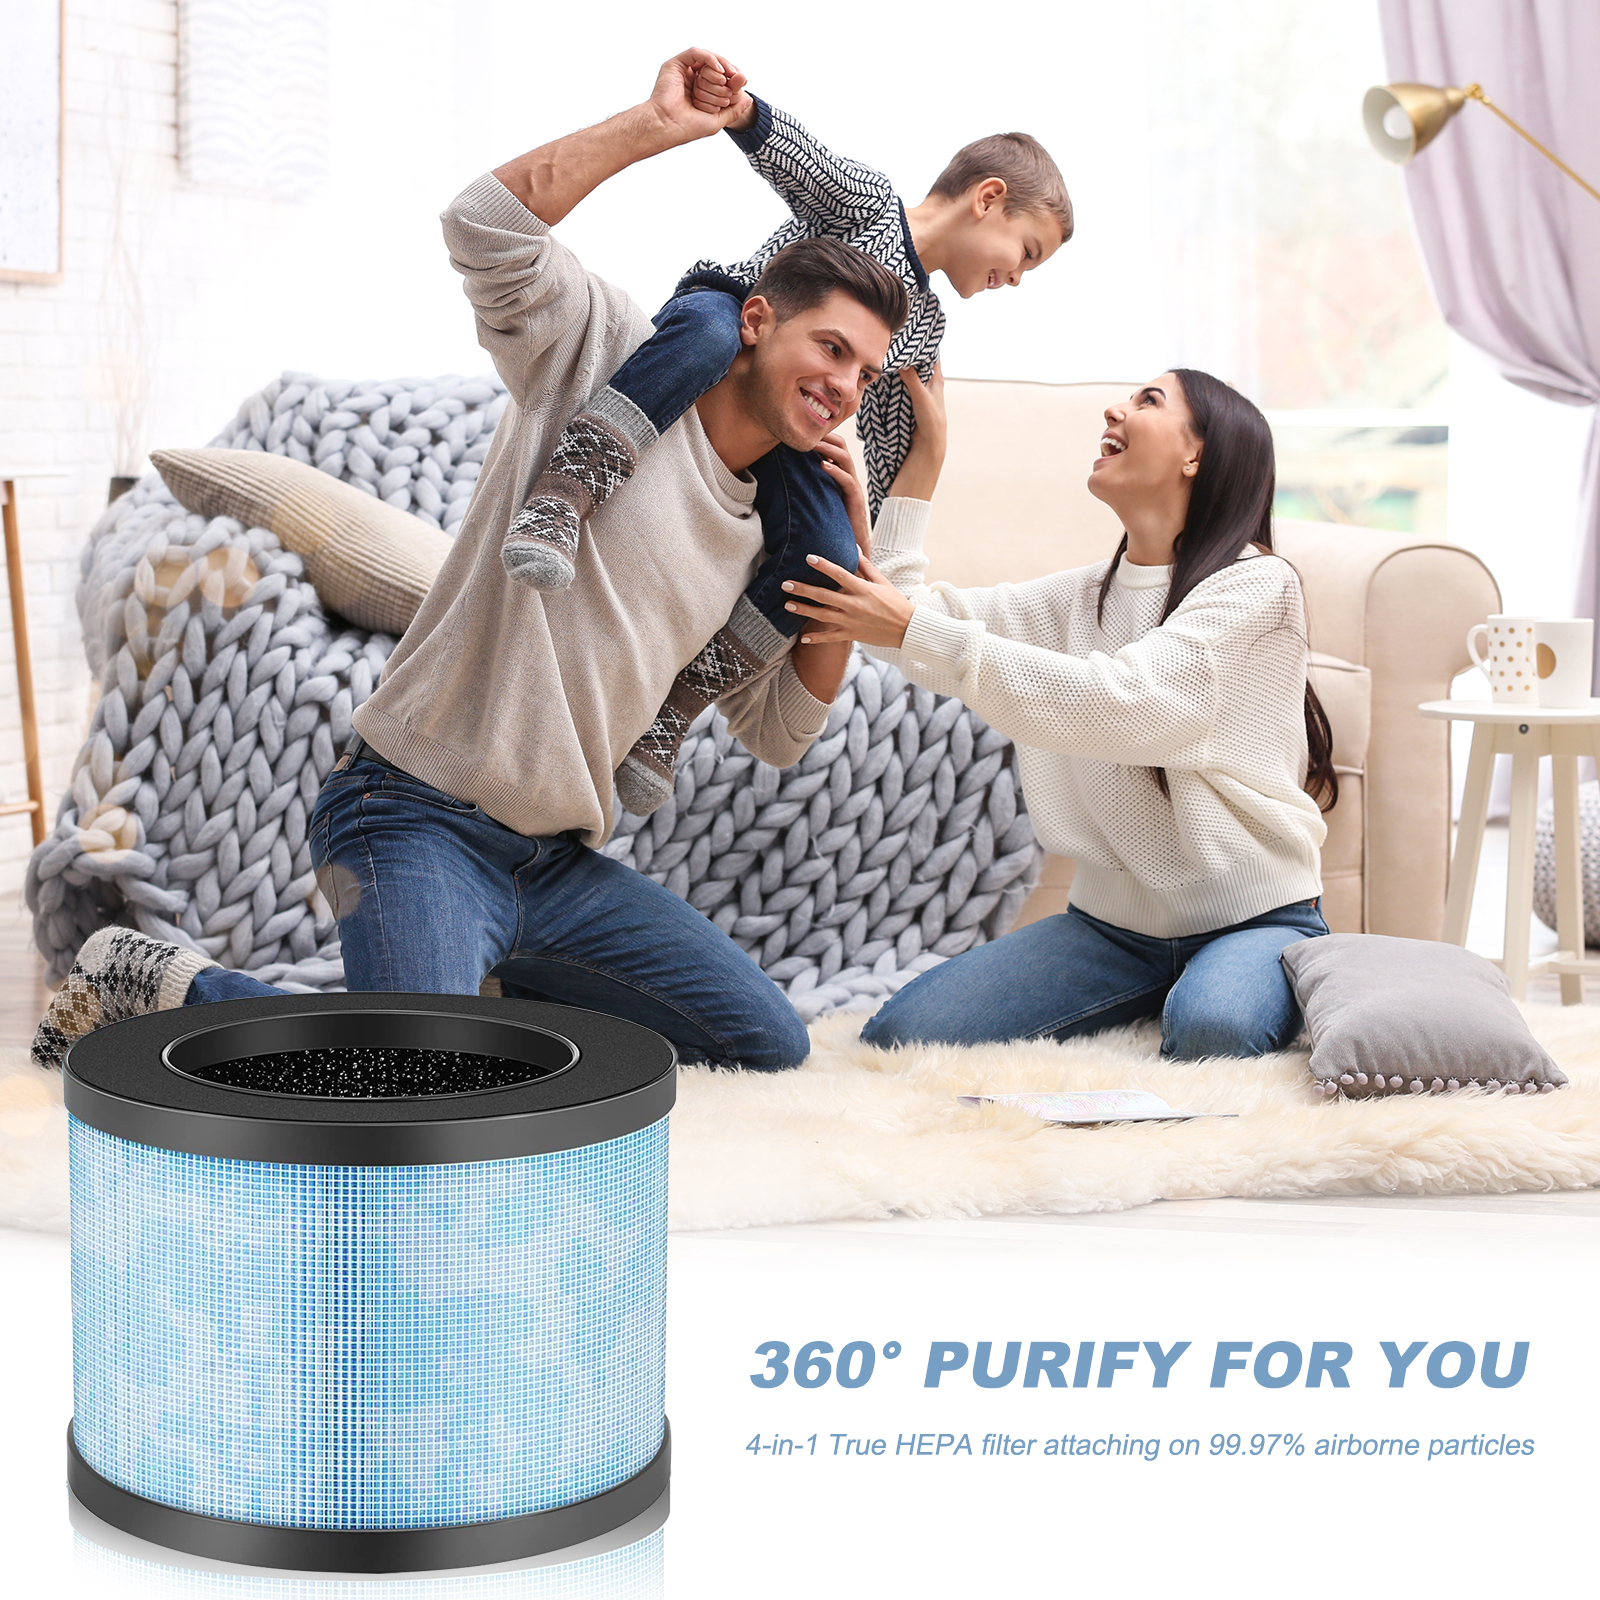 360° PURIFY FOR YOU
4-in-1 True HEPA filter attaching on 99.97% airborne particles